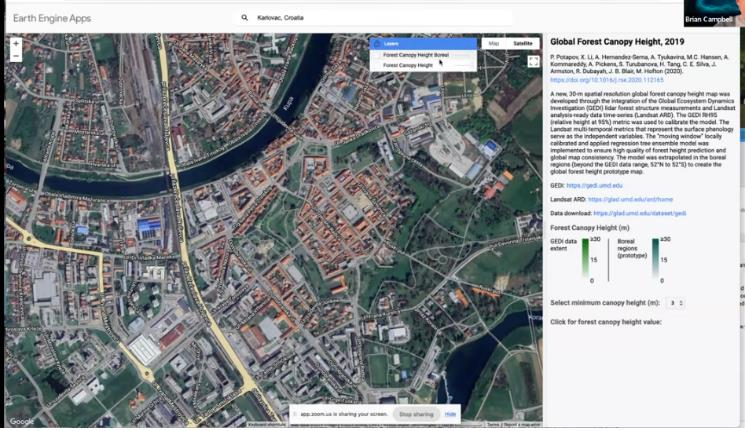 Earth Engine Apps
Karlovac, Croatia
Brian Campbell
Layers
Forest Canopy Height Boreal
Forest Canopy Height
Map
Satellite
+
−
Kupa
Google
app.zoom.us is sharing your screen.
Stop sharing
Hide
Terms
Report a map error
Global Forest Canopy Height, 2019
P. Potapov, X. Li, A. Hernandez-Serna, A. Tyukavina, M.C. Hansen, A.
Kommareddy, A. Pickens, S. Turubanova, H. Tang, C. E. Silva, J.
Armston, R. Dubayah, J. B. Blair, M. Hofton (2020).
https://doi.org/10.1016/j.rse.2020.112165
A new, 30-m spatial resolution global forest canopy height map was
developed through the integration of the Global Ecosystem Dynamics
Investigation (GEDI) lidar forest structure measurements and Landsat
analysis-ready data time-series (Landsat ARD). The GEDI RH95
(relative height at 95%) metric was used to calibrate the model. The
Landsat multi-temporal metrics that represent the surface phenology
serve as the independent variables. The "moving window" locally
calibrated and applied regression tree ensemble model was
implemented to ensure high quality of forest height prediction and
global map consistency. The model was extrapolated in the boreal
regions (beyond the GEDI data range, 52°N to 52°S) to create the
global forest height prototype map.
GEDI: https://gedi.umd.edu
Landsat ARD: https://glad.umd.edu/ard/home
Data download: https://glad.umd.edu/dataset/gedi
Forest Canopy Height (m)
GEDI data
extent
≥30
15
0
Boreal
regions
(prototype)
≥30
15
0
Select minimum canopy height (m): 3
Click for forest canopy height value: